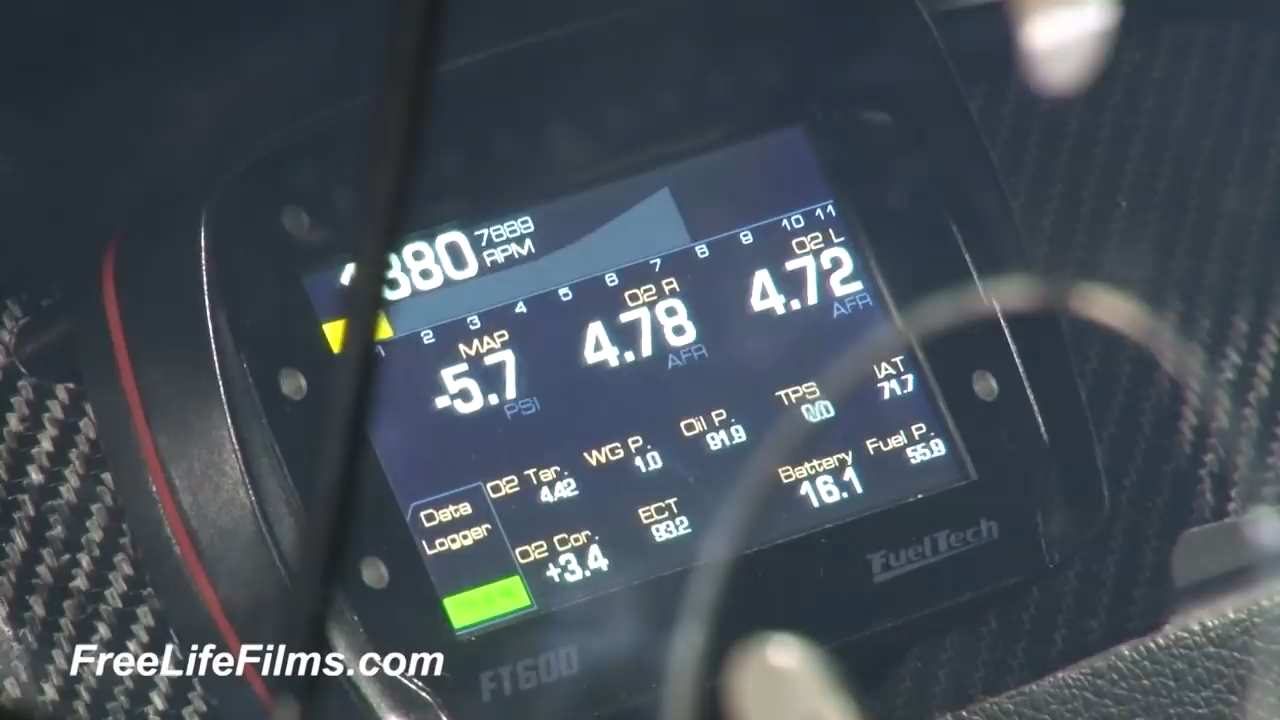 7889
380 RPM
1 2 3 4 5 6 7 8 9 10 11
MAP
-5.7
PSI
O2 R
4.78
AFR
O2 L
4.72
AFR
O2 Tar.
4.42
WG P.
1.0
Oil P.
91.9
TPS
0.0
IAT
71.7
Data
Logger
O2 Cor.
+3.4
ECT
93.2
Battery
16.1
Fuel P.
55.9
FuelTech
FT600
FreeLifeFilms.com